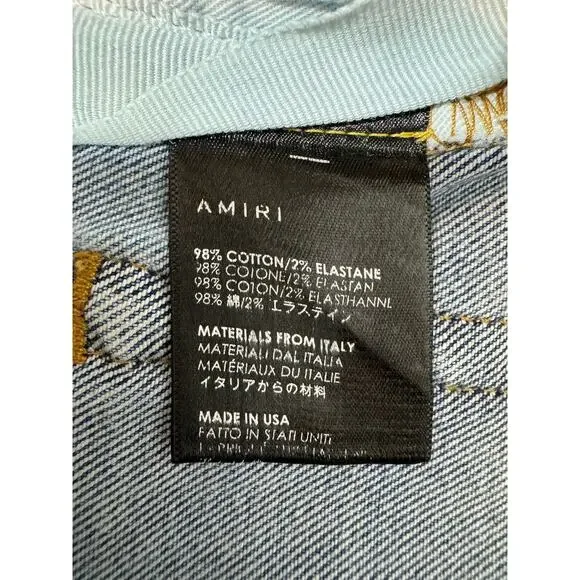 AMIRI
98% COTTON/2% ELASTANE
98% COTONE/2% ELASTAN
98% COTON/2% ELASTHANNE
98% 綿/2% エラスティン
MATERIALS FROM ITALY
MATERIALI DAL ITALIA
MATÉRIAUX DU ITALIE
イタリアからの材料
MADE IN USA
FATTO IN STATI UNITI